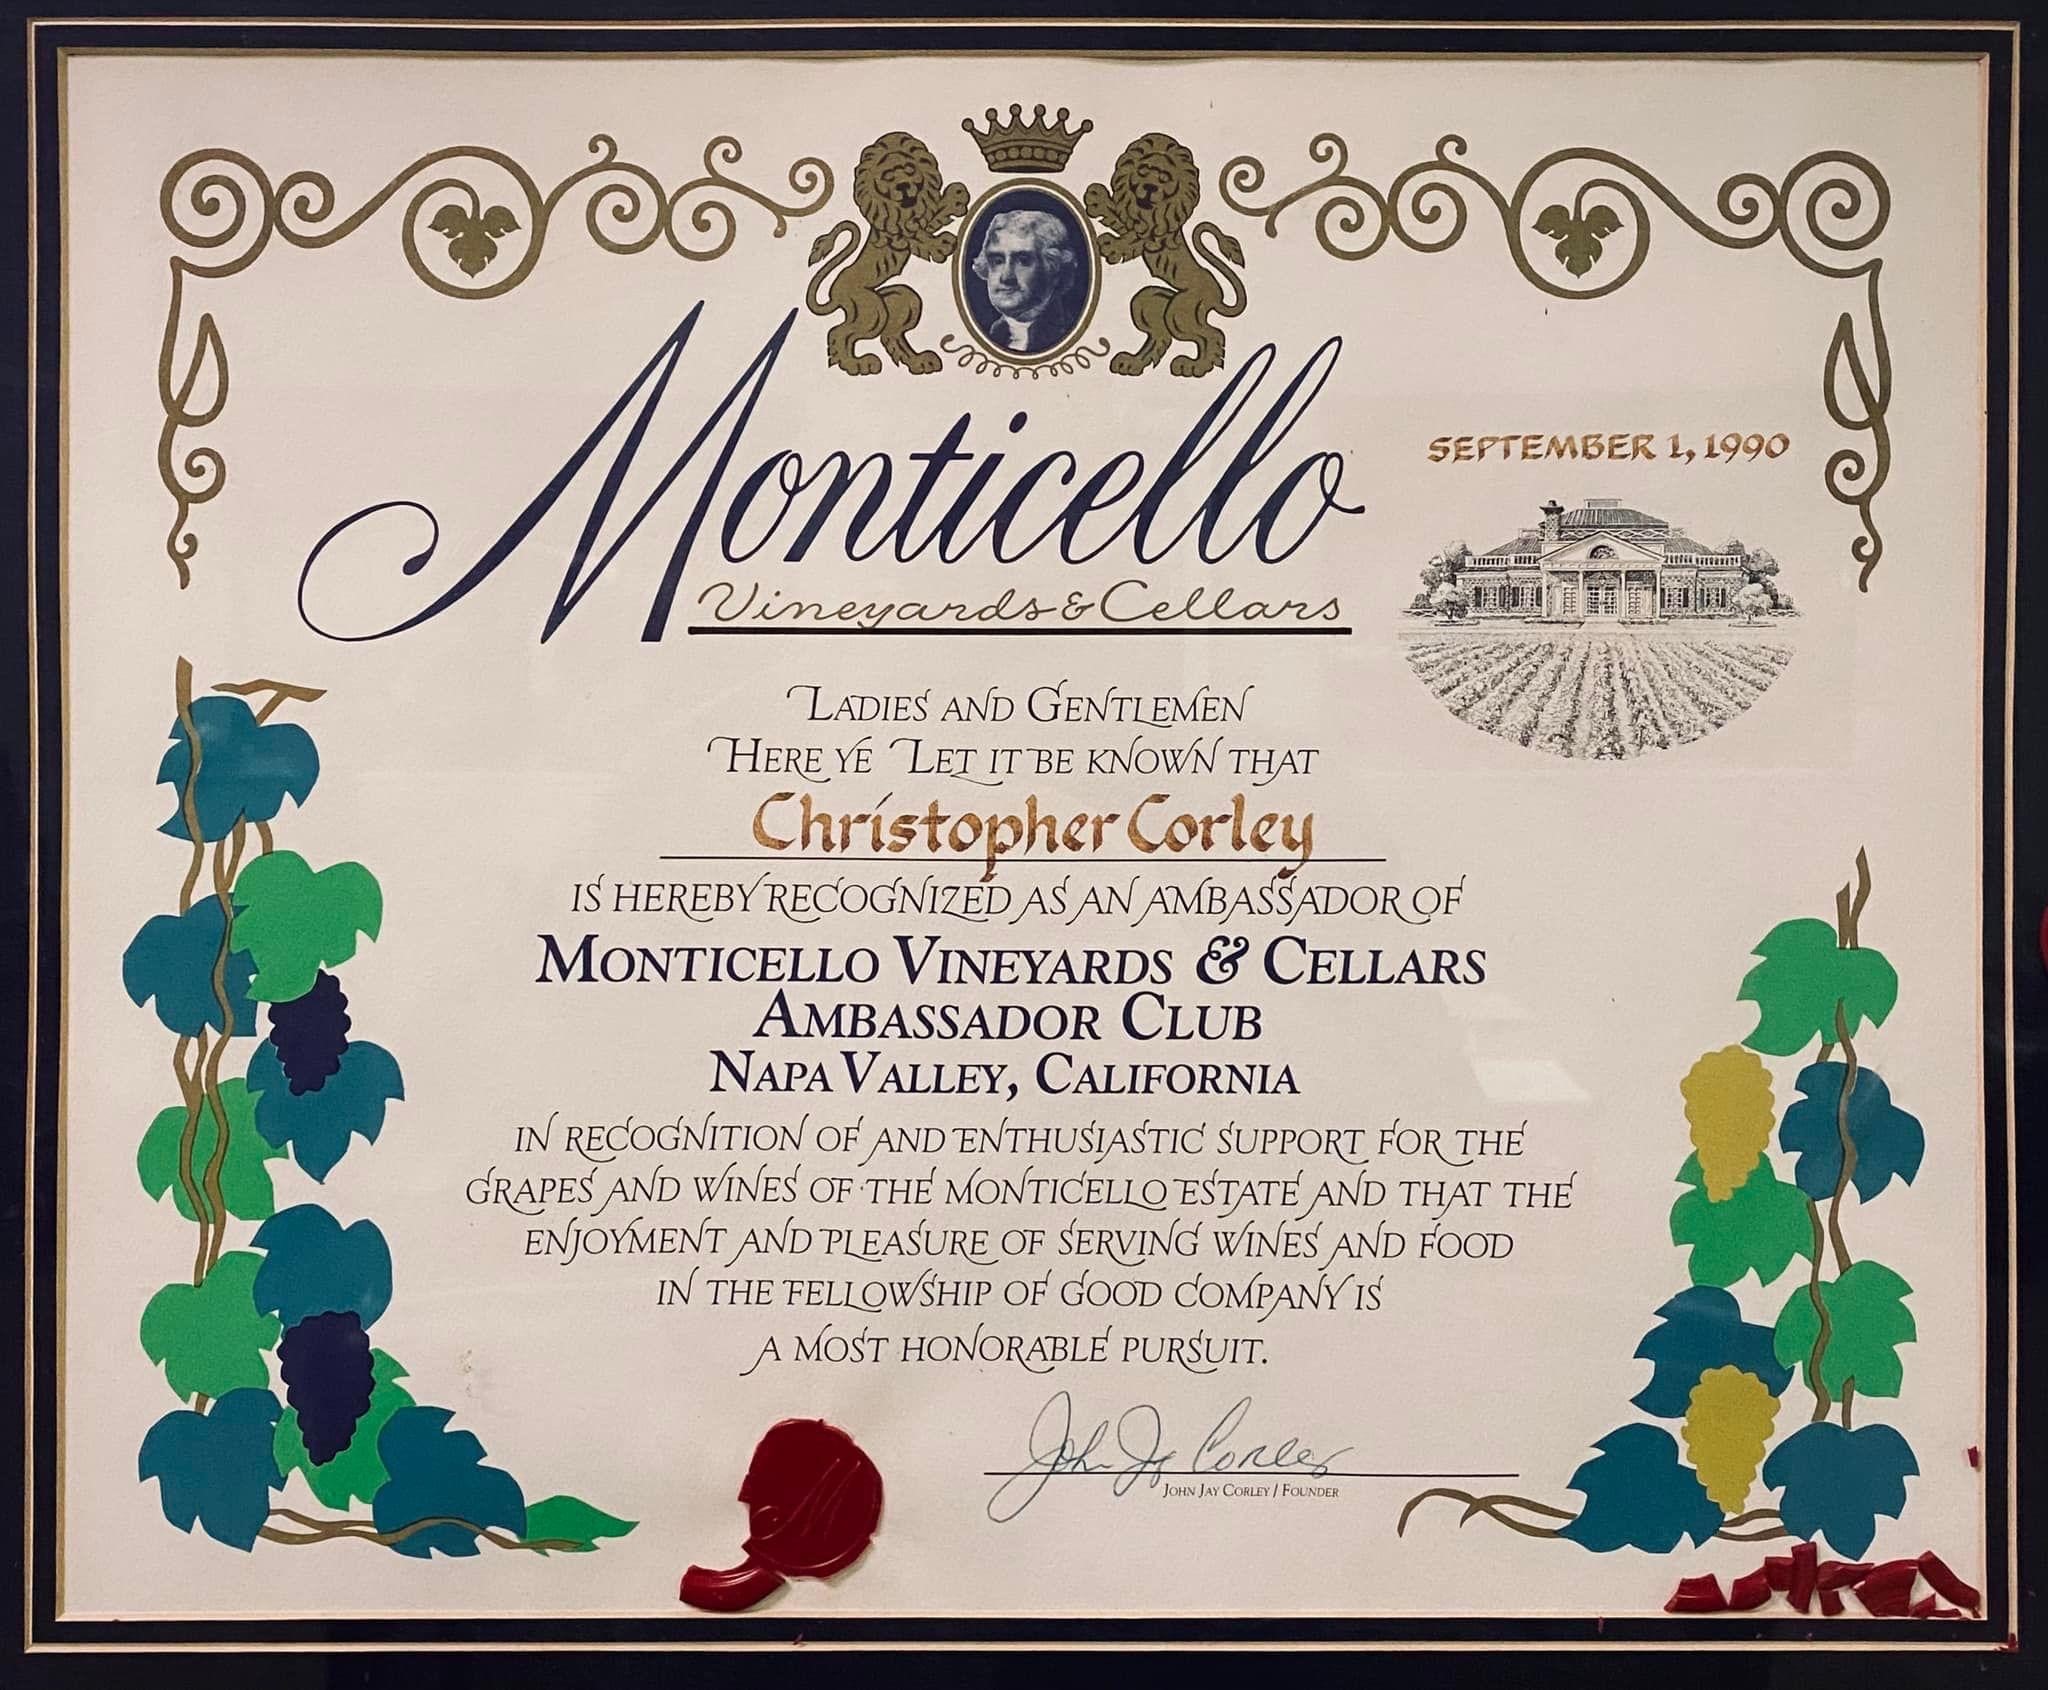 Monticello
Vineyards & Cellars
SEPTEMBER 1, 1990
LADIES AND GENTLEMEN
HERE YE LET IT BE KNOWN THAT
Christopher Corley
IS HEREBY RECOGNIZED AS AN AMBASSADOR OF
MONTICELLO VINEYARDS & CELLARS
AMBASSADOR CLUB
NAPA VALLEY, CALIFORNIA
IN RECOGNITION OF AND ENTHUSIASTIC SUPPORT FOR THE
GRAPES AND WINES OF THE MONTICELLO ESTATE AND THAT THE
ENJOYMENT AND PLEASURE OF SERVING WINES AND FOOD
IN THE FELLOWSHIP OF GOOD COMPANY IS
A MOST HONORABLE PURSUIT.
John Jay Corley
JOHN JAY CORLEY / FOUNDER
M